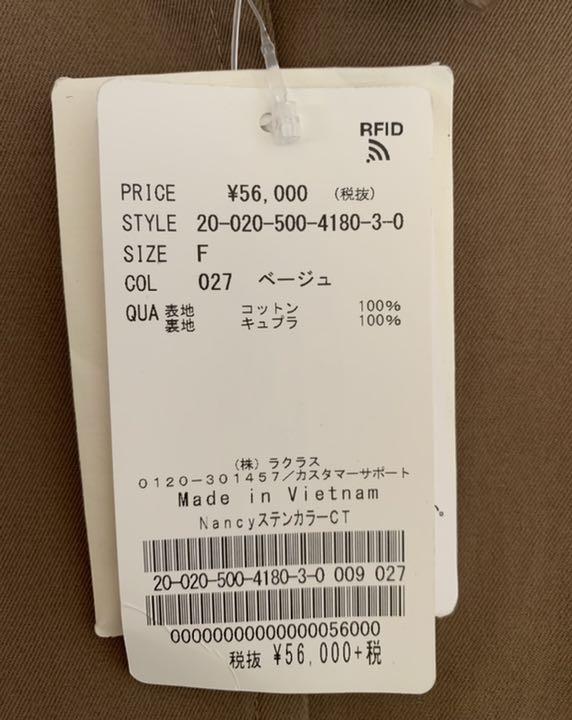 RFID
PRICE ¥56,000 (税抜)
STYLE 20-020-500-4180-3-0
SIZE F
COL 027 ベージュ
QUA 表地 コットン 100%
裏地 キュプラ 100%
(株) ラクラス
0120-301457/カスタマーサポート
Made in Vietnam
NancyステンカラーCT
20-020-500-4180-3-0 009 027
00000000000000056000
税抜 ¥56,000+税